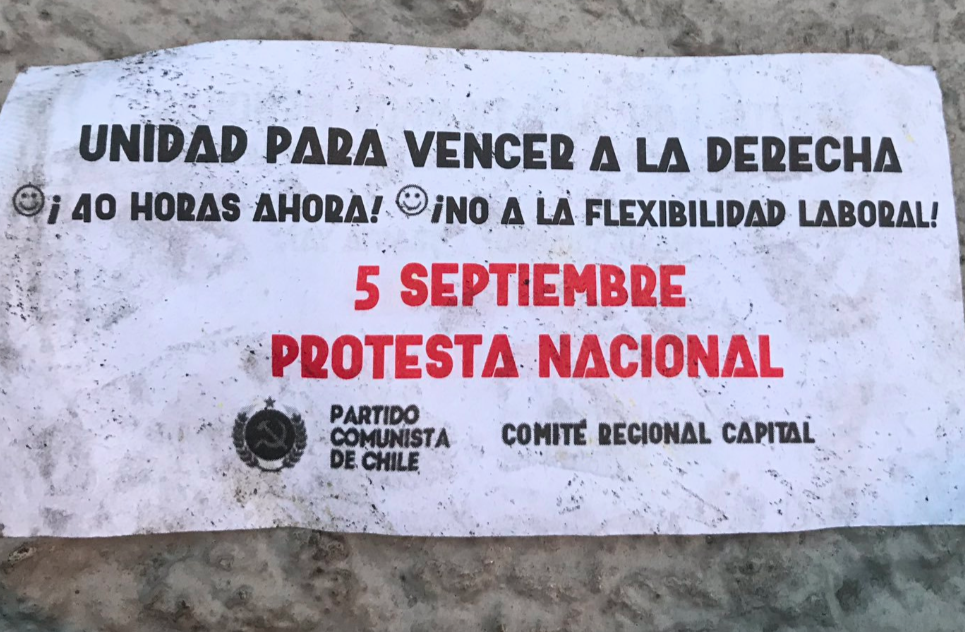 UNIDAD PARA VENCER A LA DERECHA
¡ 40 HORAS AHORA! ¡NO A LA FLEXIBILIDAD LABORAL!
5 SEPTIEMBRE
PROTESTA NACIONAL
PARTIDO
COMUNISTA
DE CHILE
COMITÉ REGIONAL CAPITAL